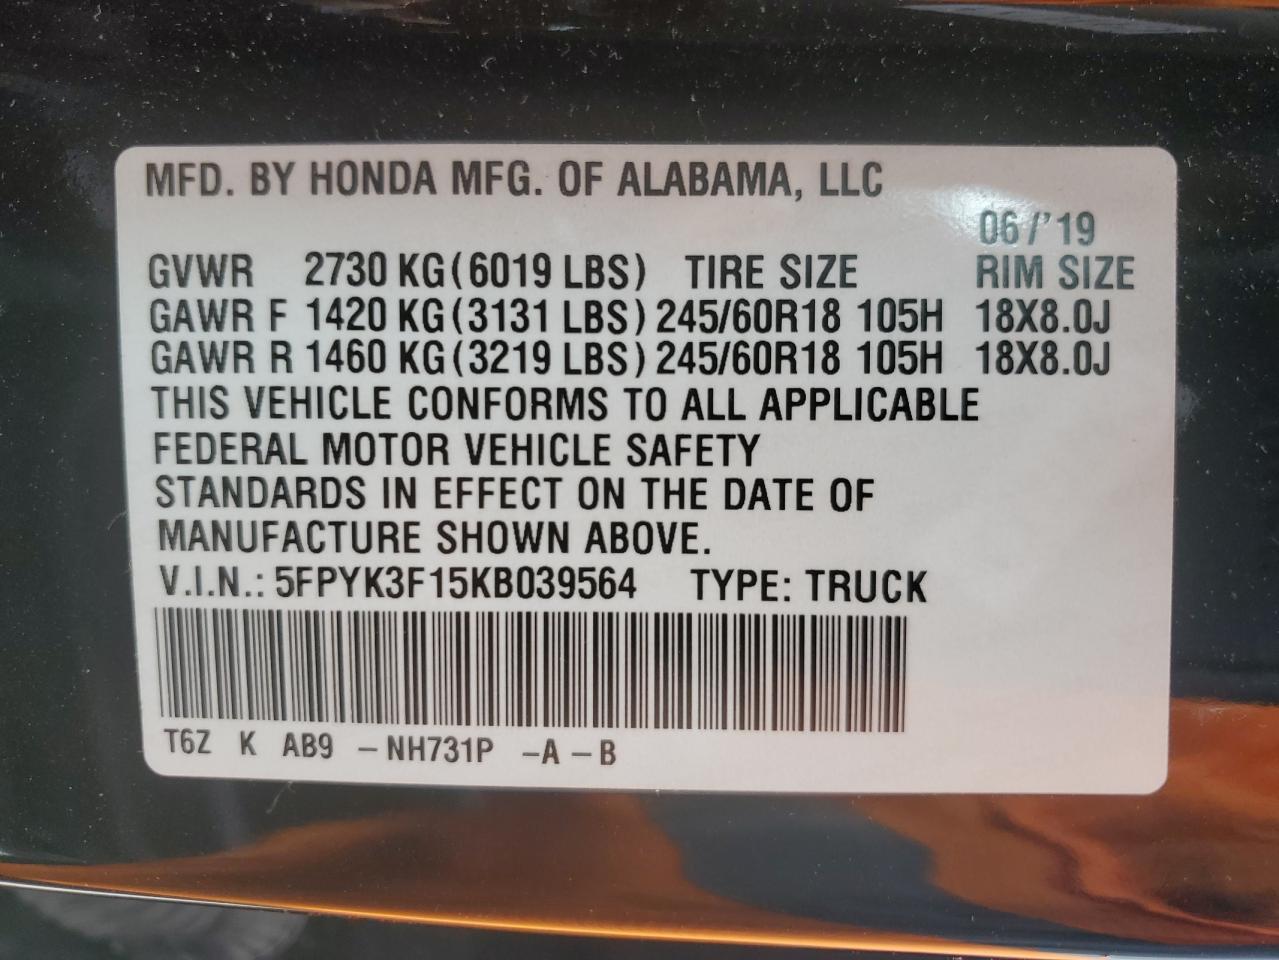 MFD. BY HONDA MFG. OF ALABAMA, LLC
06/'19
GVWR 2730 KG(6019 LBS) TIRE SIZE RIM SIZE
GAWR F 1420 KG(3131 LBS) 245/60R18 105H 18X8.0J
GAWR R 1460 KG(3219 LBS) 245/60R18 105H 18X8.0J
THIS VEHICLE CONFORMS TO ALL APPLICABLE
FEDERAL MOTOR VEHICLE SAFETY
STANDARDS IN EFFECT ON THE DATE OF
MANUFACTURE SHOWN ABOVE.
V.I.N.: 5FPYK3F15KB039564 TYPE: TRUCK
T6Z K AB9 –NH731P –A –B